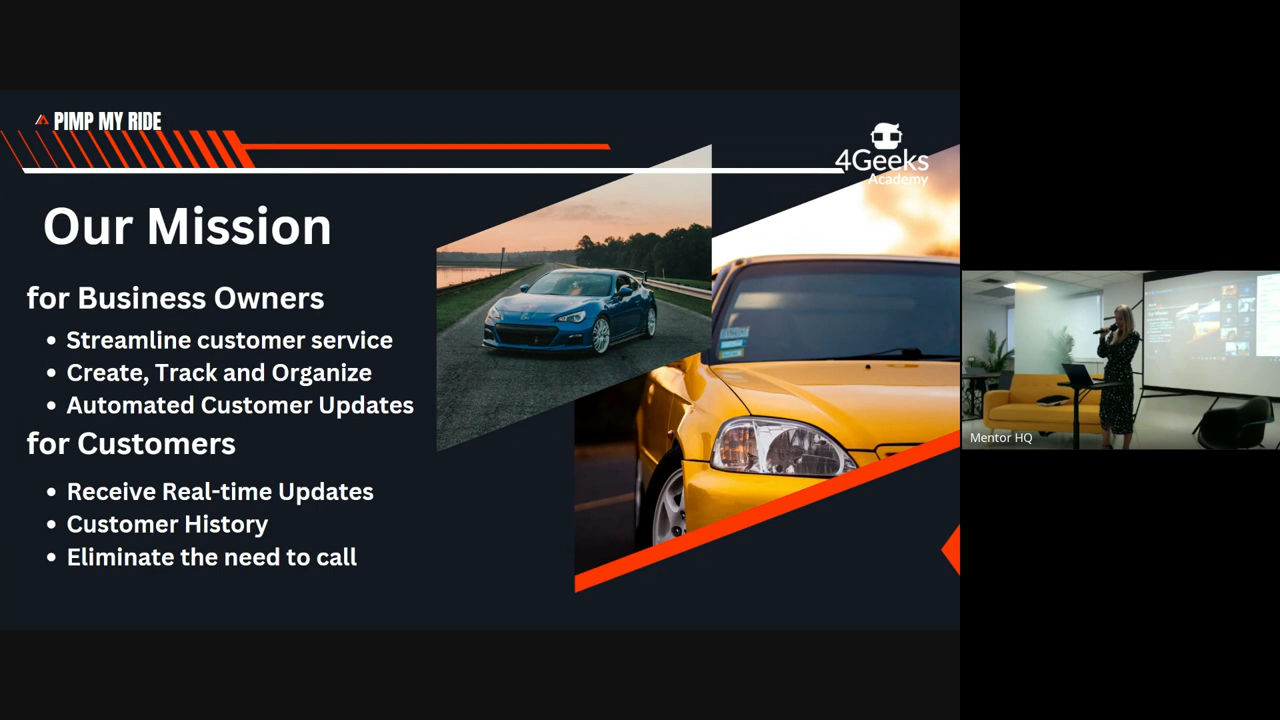 PIMP MY RIDE
4Geeks
Academy
Our Mission
for Business Owners
• Streamline customer service
• Create, Track and Organize
• Automated Customer Updates
for Customers
• Receive Real-time Updates
• Customer History
• Eliminate the need to call
Mentor HQ